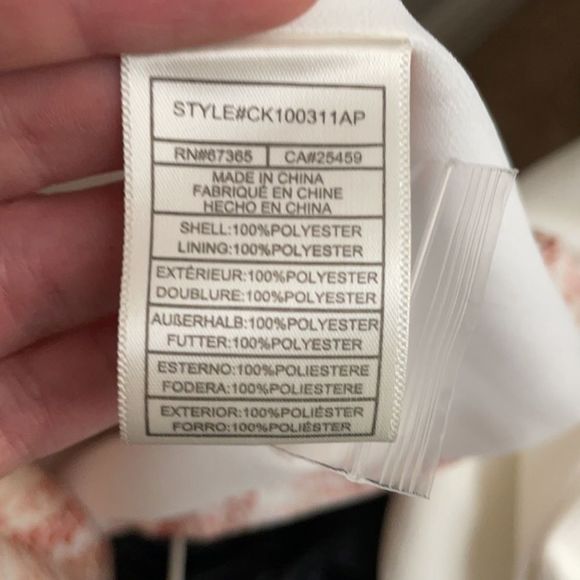 STYLE#CK100311AP
RN#67365 CA#25459
MADE IN CHINA
FABRIQUÉ EN CHINE
HECHO EN CHINA
SHELL:100%POLYESTER
LINING:100%POLYESTER
EXTÉRIEUR:100%POLYESTER
DOUBLURE:100%POLYESTER
AUßERHALB:100%POLYESTER
FUTTER:100%POLYESTER
ESTERNO:100%POLIESTERE
FODERA:100%POLIESTERE
EXTERIOR:100%POLIÉSTER
FORRO:100%POLIÉSTER